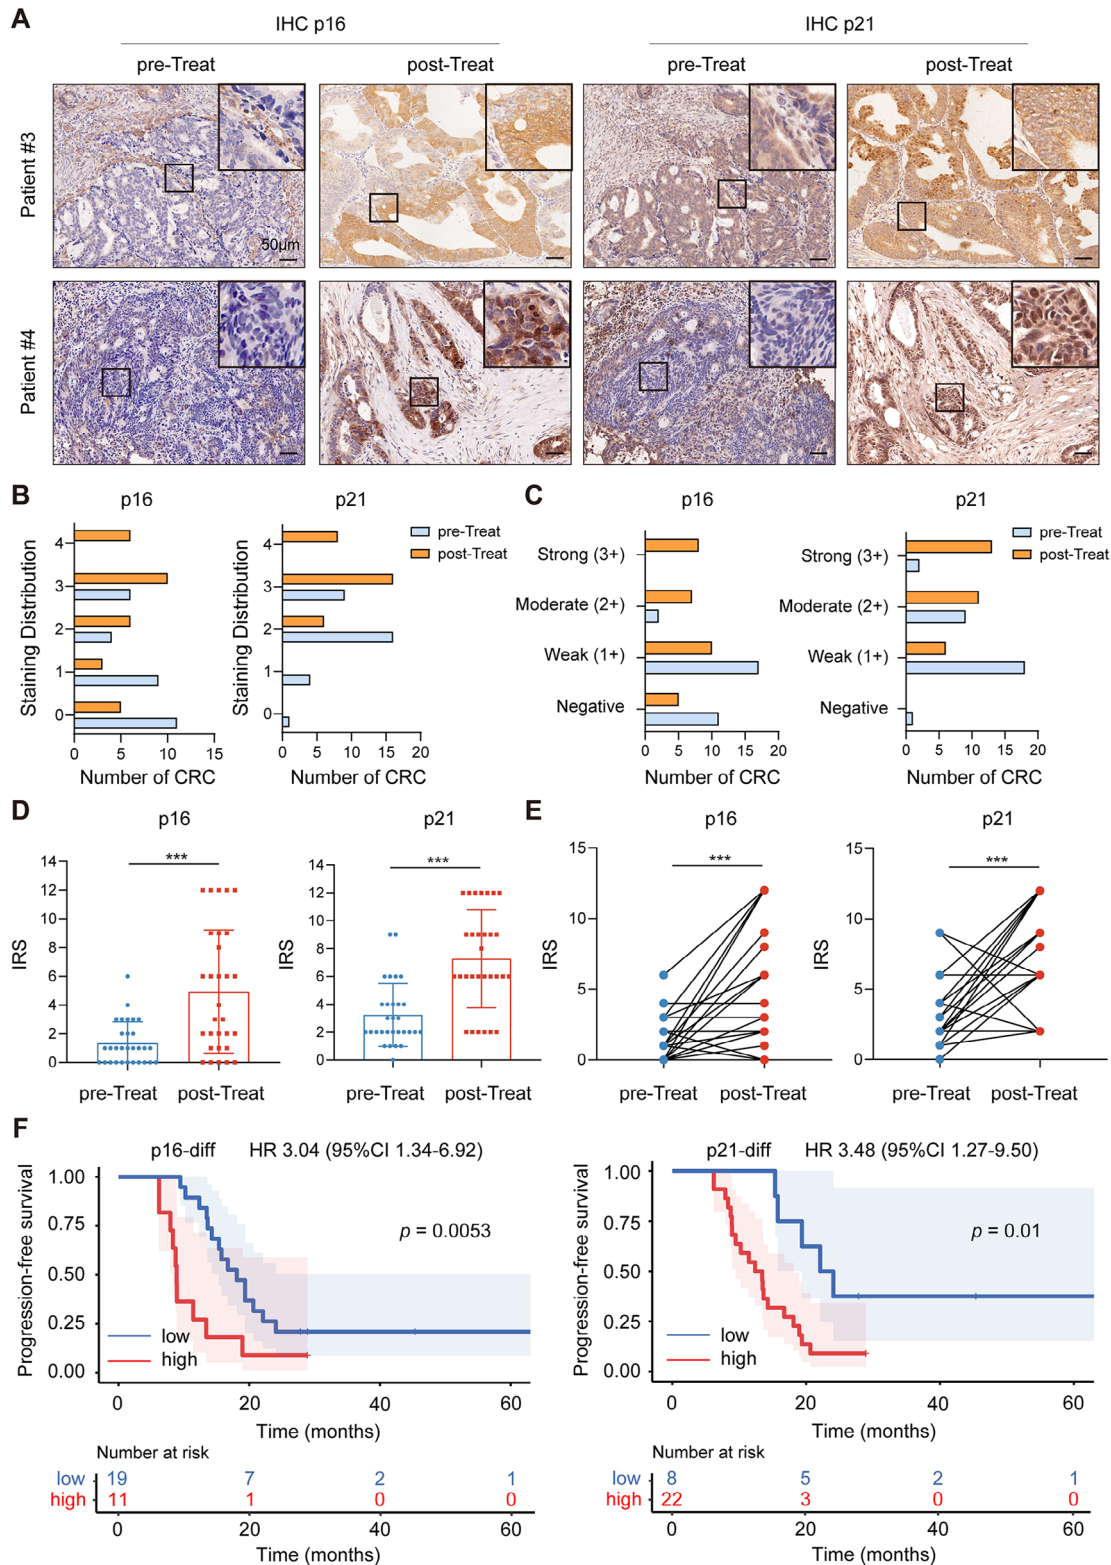 A
IHC p16
IHC p21
pre-Treat
post-Treat
pre-Treat
post-Treat
Patient #3
50μm
Patient #4
B
p16
Staining Distribution
4
3
2
1
0
0
5
10
15
Number of CRC
p21
Staining Distribution
4
3
2
1
0
0
5
10
15
20
Number of CRC
pre-Treat
post-Treat
C
p16
Strong (3+)
Moderate (2+)
Weak (1+)
Negative
0
5
10
15
20
Number of CRC
p21
Strong (3+)
Moderate (2+)
Weak (1+)
Negative
0
5
10
15
20
Number of CRC
pre-Treat
post-Treat
D
p16
***
IRS
14
12
10
8
6
4
2
0
pre-Treat
post-Treat
p21
***
IRS
14
12
10
8
6
4
2
0
pre-Treat
post-Treat
E
p16
***
IRS
15
10
5
0
pre-Treat
post-Treat
p21
***
IRS
15
10
5
0
pre-Treat
post-Treat
F
p16-diff HR 3.04 (95%CI 1.34-6.92)
Progression-free survival
1.00
0.75
0.50
0.25
0.00
p = 0.0053
low
high
0
20
40
60
Time (months)
Number at risk
low 19 7 2 1
high 11 1 0 0
0
20
40
60
Time (months)
p21-diff HR 3.48 (95%CI 1.27-9.50)
Progression-free survival
1.00
0.75
0.50
0.25
0.00
p = 0.01
low
high
0
20
40
60
Time (months)
Number at risk
low 8 5 2 1
high 22 3 0 0
0
20
40
60
Time (months)